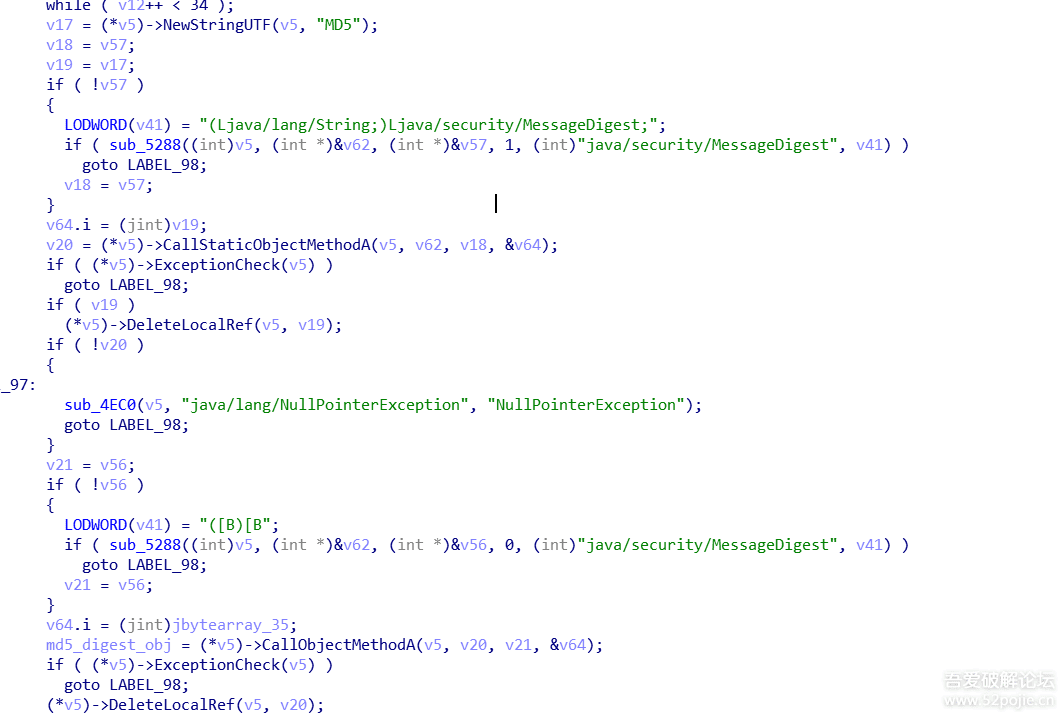 while ( v12++ < 34 );
v17 = (*v5)->NewStringUTF(v5, "MD5");
v18 = v57;
v19 = v17;
if ( !v57 )
{
LODWORD(v41) = "(Ljava/lang/String;)Ljava/security/MessageDigest;";
if ( sub_5288((int)v5, (int *)&v62, (int *)&v57, 1, (int)"java/security/MessageDigest", v41) )
goto LABEL_98;
v18 = v57;
}
v64.i = (jint)v19;
v20 = (*v5)->CallStaticObjectMethodA(v5, v62, v18, &v64);
if ( (*v5)->ExceptionCheck(v5) )
goto LABEL_98;
if ( v19 )
(*v5)->DeleteLocalRef(v5, v19);
if ( !v20 )
{
_97:
sub_4EC0(v5, "java/lang/NullPointerException", "NullPointerException");
goto LABEL_98;
}
v21 = v56;
if ( !v56 )
{
LODWORD(v41) = "([B)[B";
if ( sub_5288((int)v5, (int *)&v62, (int *)&v56, 0, (int)"java/security/MessageDigest", v41) )
goto LABEL_98;
v21 = v56;
}
v64.i = (jint)jbytearray_35;
md5_digest_obj = (*v5)->CallObjectMethodA(v5, v20, v21, &v64);
if ( (*v5)->ExceptionCheck(v5) )
goto LABEL_98;
(*v5)->DeleteLocalRef(v5, v20);
吾爱破解论坛
www.52pojie.cn